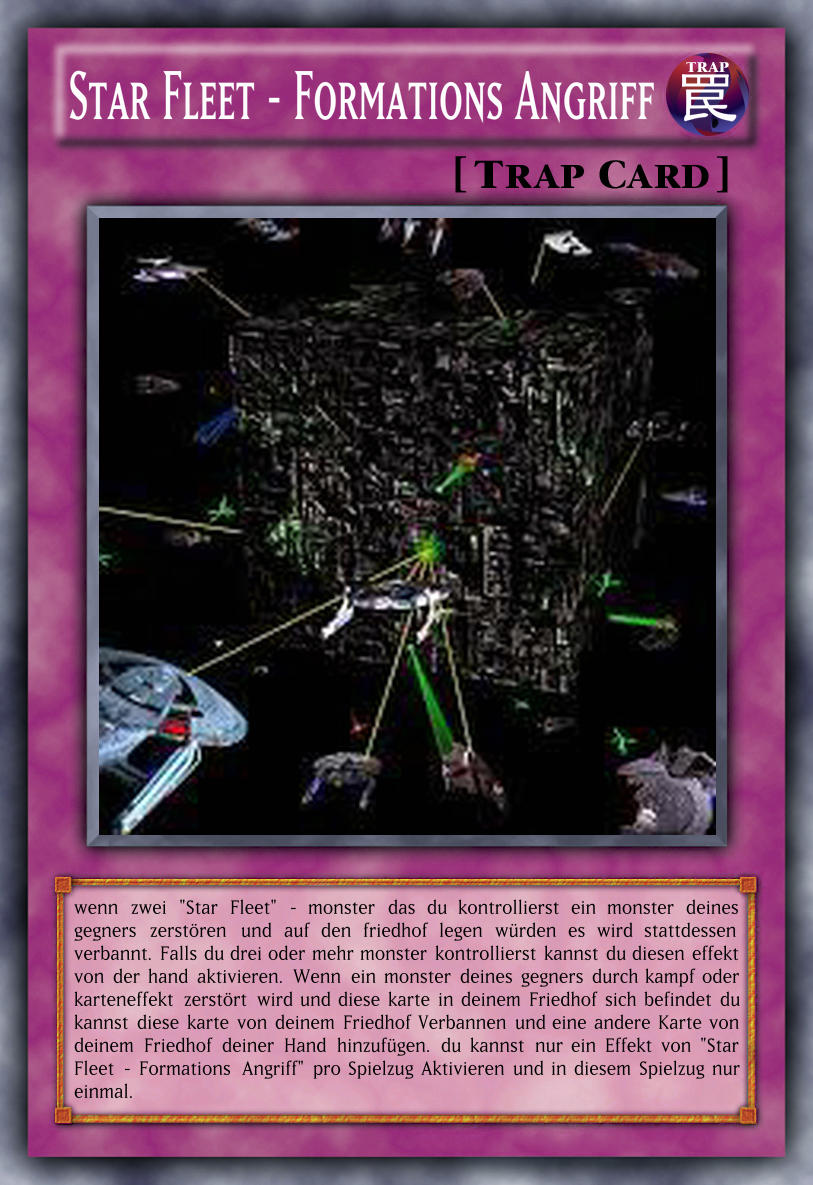 Star Fleet - Formations Angriff
TRAP
罠
[Trap Card]
wenn zwei "Star Fleet" - monster das du kontrollierst ein monster deines
gegners zerstören und auf den friedhof legen würden es wird stattdessen
verbannt. Falls du drei oder mehr monster kontrollierst kannst du diesen effekt
von der hand aktivieren. Wenn ein monster deines gegners durch kampf oder
karteneffekt zerstört wird und diese karte in deinem Friedhof sich befindet du
kannst diese karte von deinem Friedhof Verbannen und eine andere Karte von
deinem Friedhof deiner Hand hinzufügen. du kannst nur ein Effekt von "Star
Fleet - Formations Angriff" pro Spielzug Aktivieren und in diesem Spielzug nur
einmal.